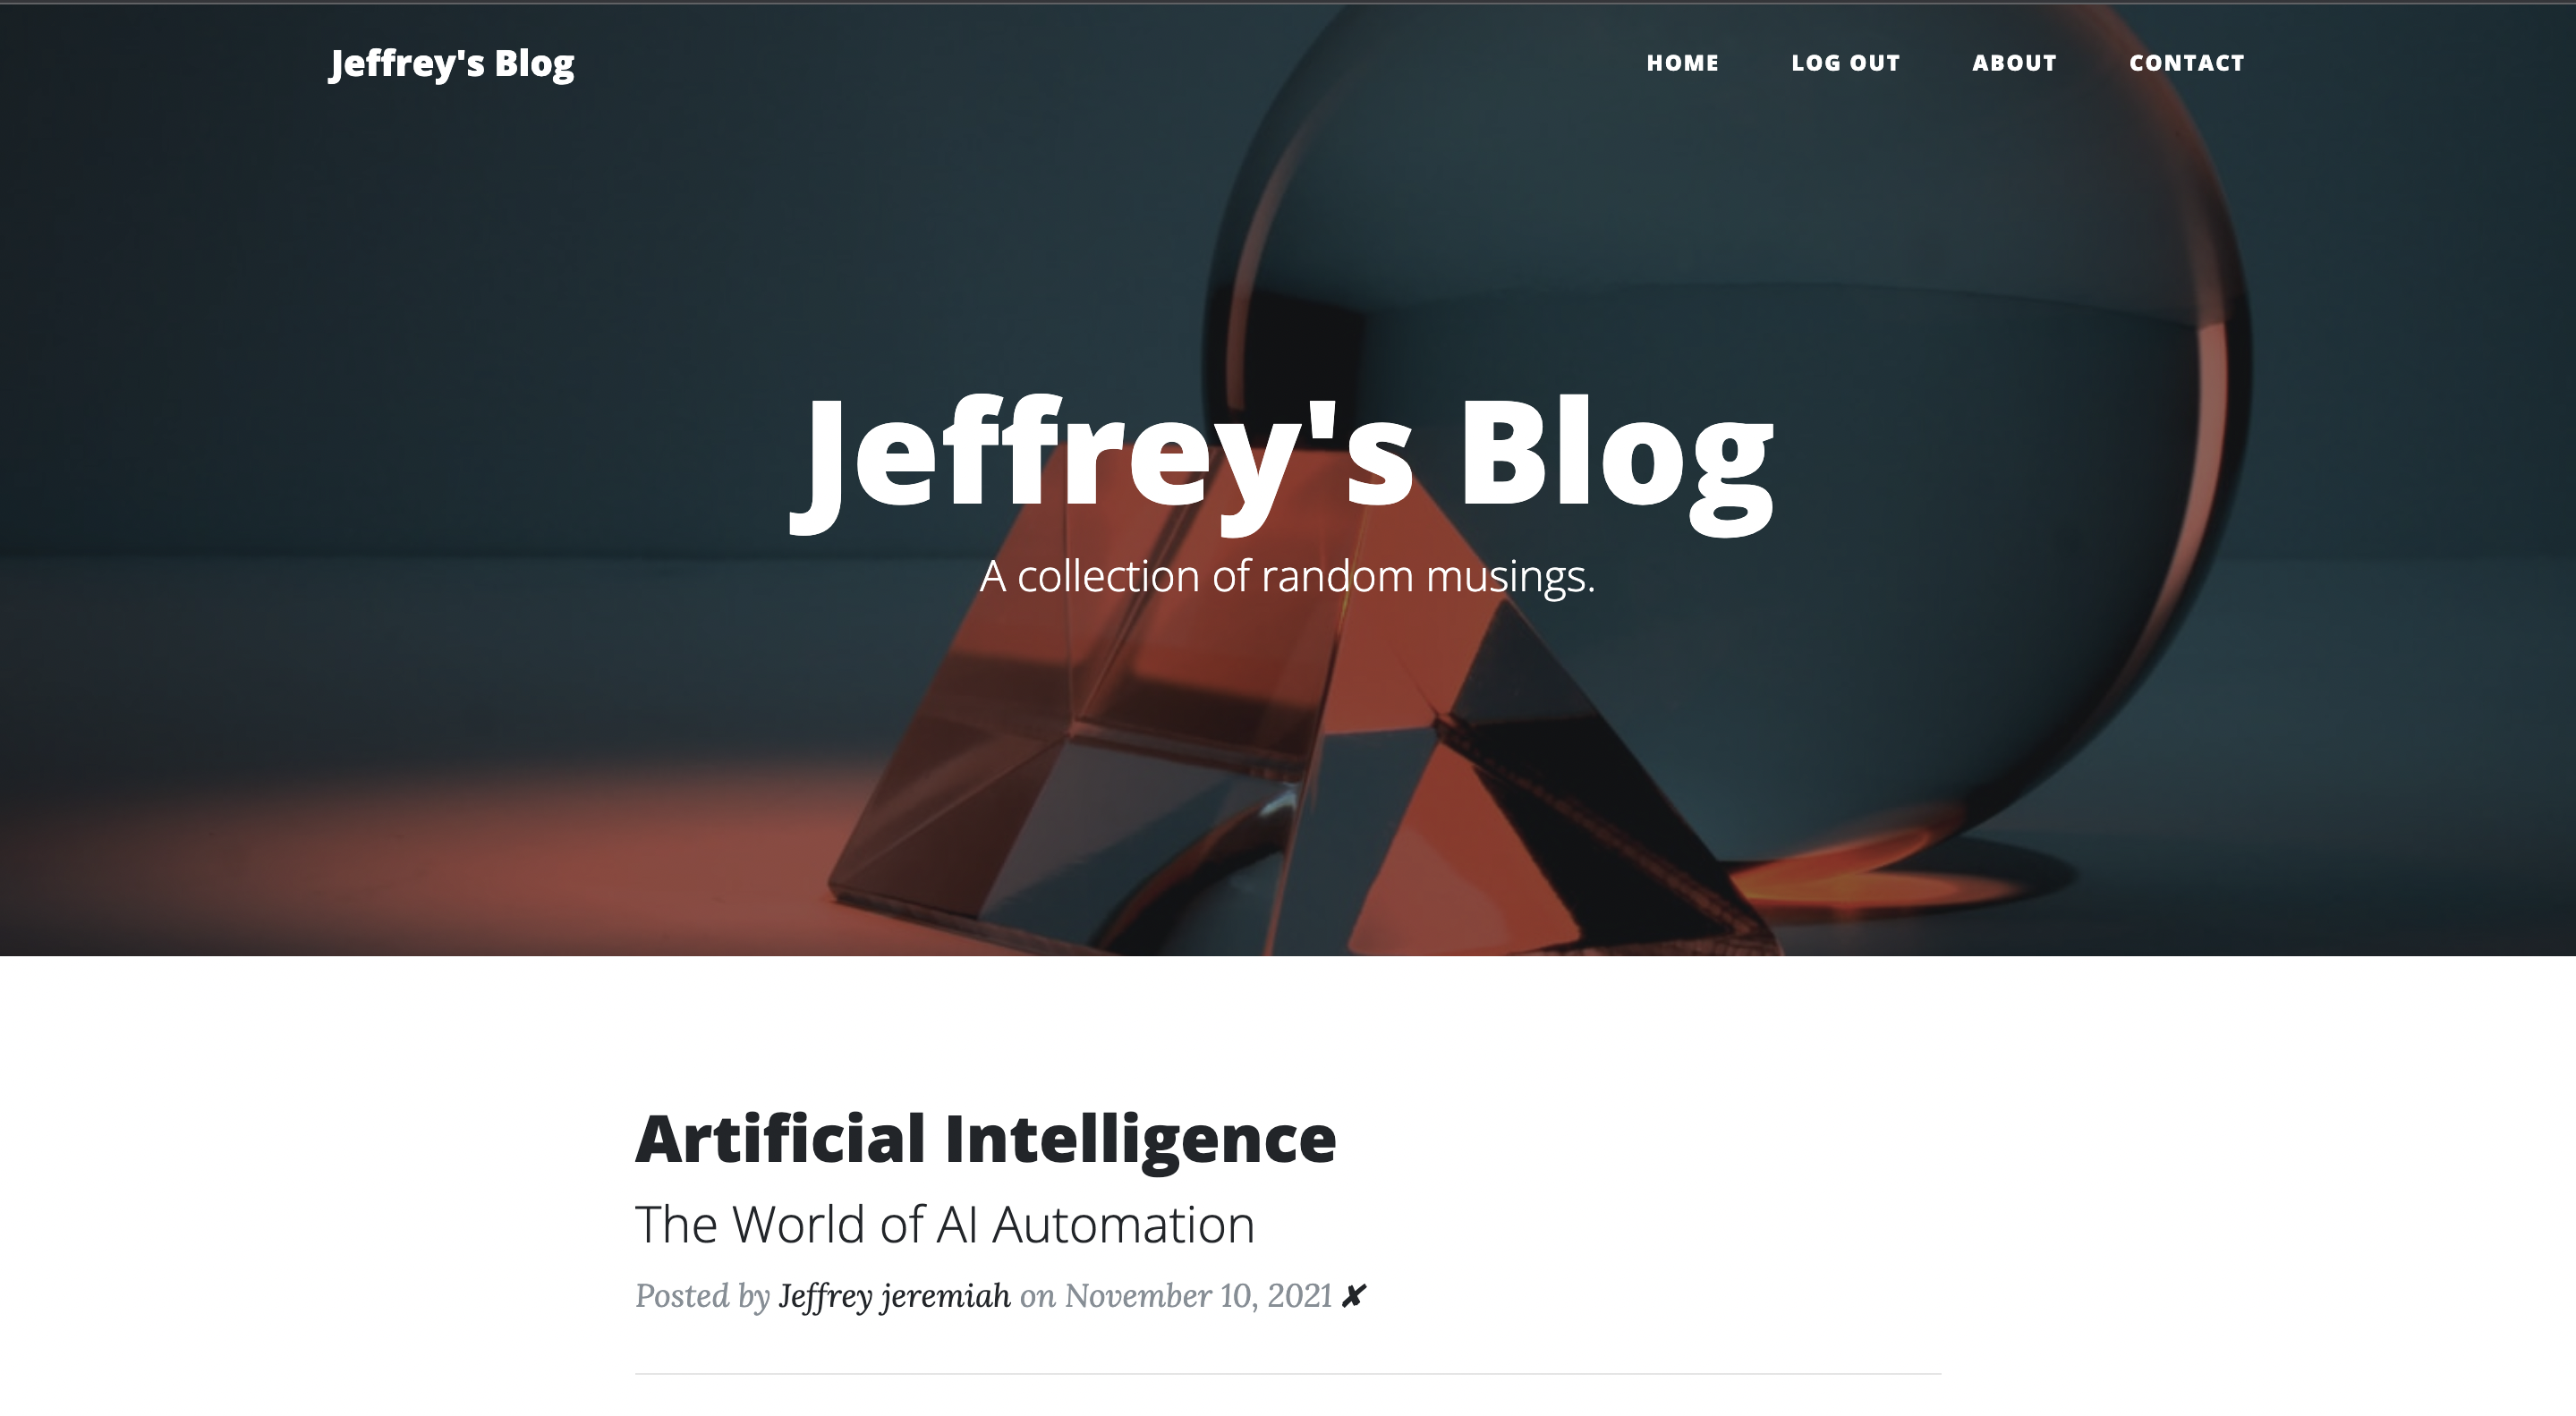 Jeffrey's Blog
HOME LOG OUT ABOUT CONTACT
Jeffrey's Blog
A collection of random musings.
Artificial Intelligence
The World of AI Automation
Posted by Jeffrey jeremiah on November 10, 2021 ✘